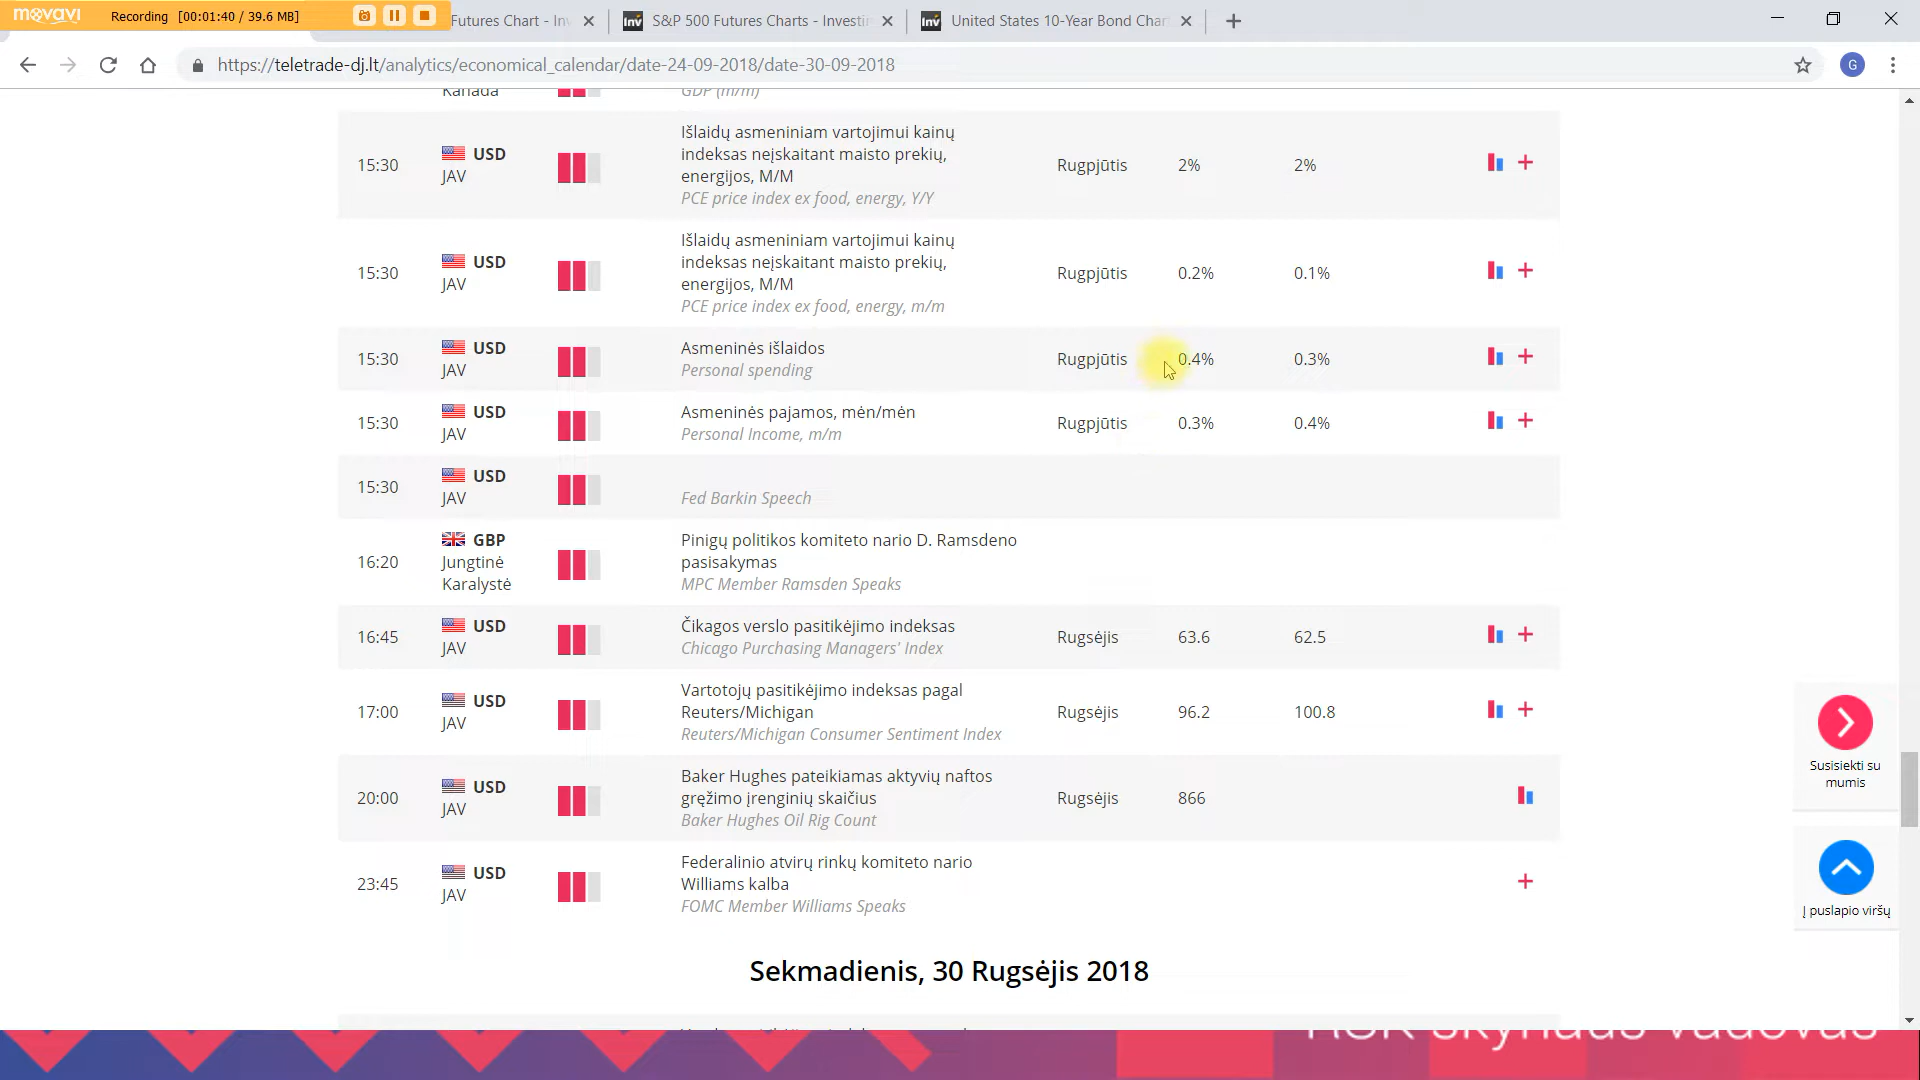 movavi
Recording [00:01:40 / 39.6 MB]
Futures Chart - Inv
S&P 500 Futures Charts - Investin
United States 10-Year Bond Char
https://teletrade-dj.lt/analytics/economical_calendar/date-24-09-2018/date-30-09-2018
G
Kanada GDP (m/m)
15:30 USD JAV
Išlaidų asmeniniam vartojimui kainų
indeksas neįskaitant maisto prekių,
energijos, M/M
PCE price index ex food, energy, Y/Y
Rugpjūtis 2% 2%
15:30 USD JAV
Išlaidų asmeniniam vartojimui kainų
indeksas neįskaitant maisto prekių,
energijos, M/M
PCE price index ex food, energy, m/m
Rugpjūtis 0.2% 0.1%
15:30 USD JAV
Asmeninės išlaidos
Personal spending
Rugpjūtis 0.4% 0.3%
15:30 USD JAV
Asmeninės pajamos, mėn/mėn
Personal Income, m/m
Rugpjūtis 0.3% 0.4%
15:30 USD JAV
Fed Barkin Speech
16:20 GBP
Jungtinė
Karalystė
Pinigų politikos komiteto nario D. Ramsdeno
pasisakymas
MPC Member Ramsden Speaks
16:45 USD JAV
Čikagos verslo pasitikėjimo indeksas
Chicago Purchasing Managers' Index
Rugsėjis 63.6 62.5
17:00 USD JAV
Vartotojų pasitikėjimo indeksas pagal
Reuters/Michigan
Reuters/Michigan Consumer Sentiment Index
Rugsėjis 96.2 100.8
20:00 USD JAV
Baker Hughes pateikiamas aktyvių naftos
gręžimo įrenginių skaičius
Baker Hughes Oil Rig Count
Rugsėjis 866
23:45 USD JAV
Federalinio atvirų rinkų komiteto nario
Williams kalba
FOMC Member Williams Speaks
Susisiekti su
mumis
Į puslapio viršų
Sekmadienis, 30 Rugsėjis 2018
skyriaus vadovas